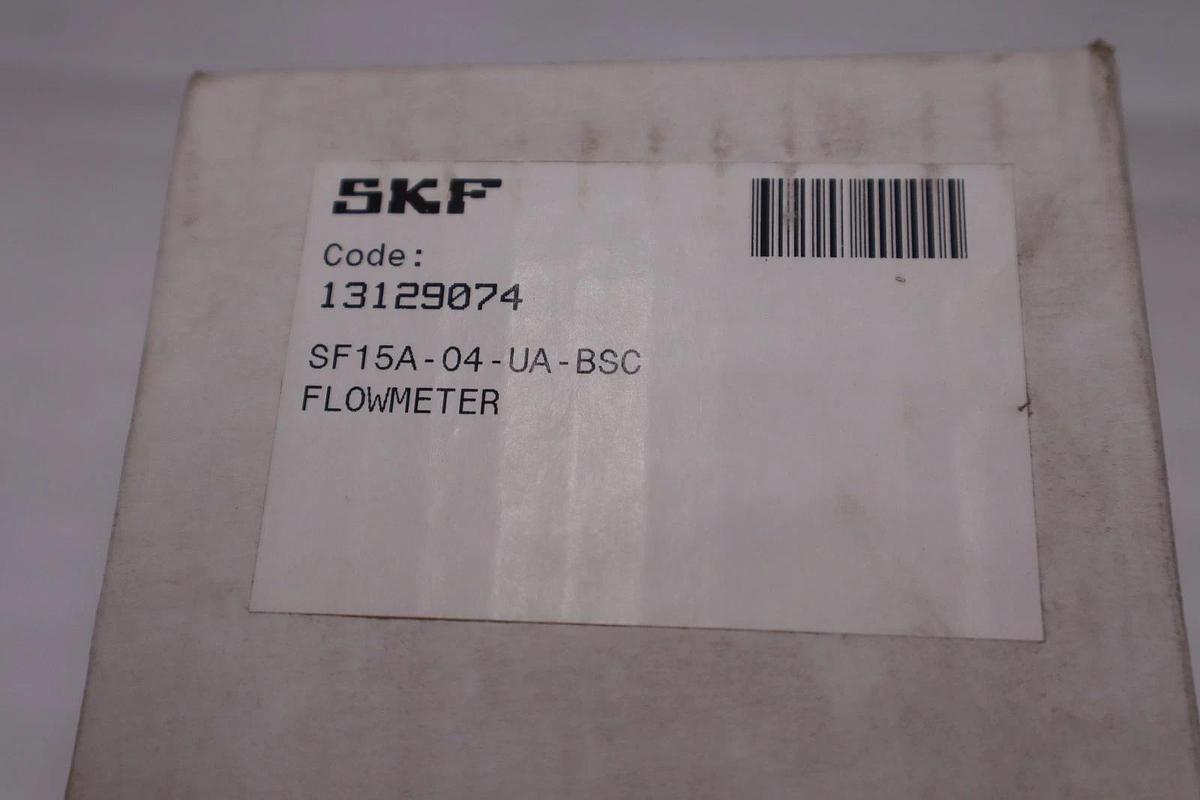 SKF
Code:
13129074
SF15A-04-UA-BSC
FLOWMETER